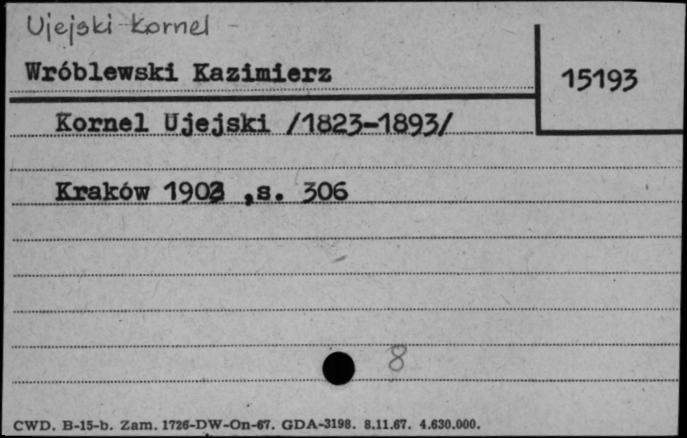 Ujejski Kornel -
Wróblewski Kazimierz
15193
Kornel Ujejski /1823-1893/
Kraków 1902 ,s. 306
8
CWD. B-15-b. Zam. 1726-DW-On-67. GDA-3198. 8.11.67. 4.630.000.